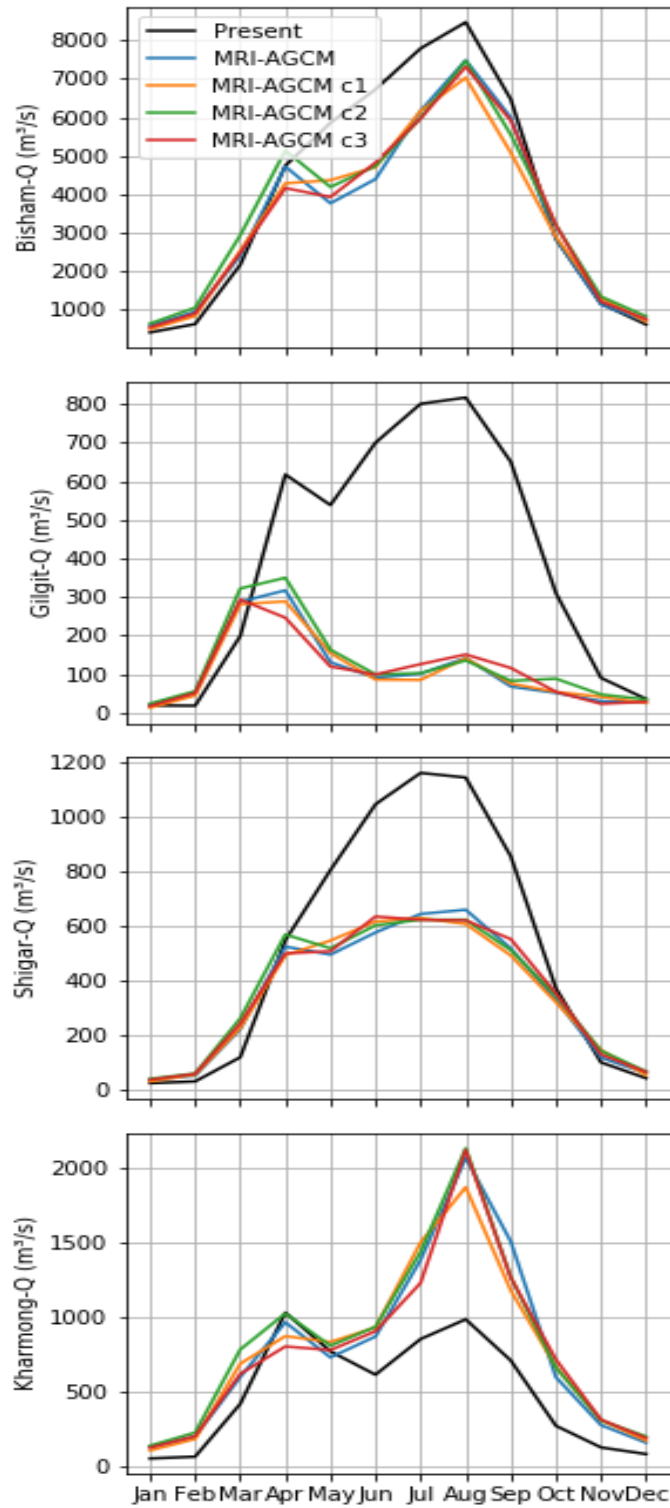 Present
MRI-AGCM
MRI-AGCM c1
MRI-AGCM c2
MRI-AGCM c3
8000
7000
6000
5000
4000
3000
2000
1000
Bisham-Q (m³/s)
800
700
600
500
400
300
200
100
0
Gilgit-Q (m³/s)
1200
1000
800
600
400
200
0
Shigar-Q (m³/s)
2000
1500
1000
500
0
Kharmong-Q (m³/s)
Jan Feb Mar Apr May Jun Jul Aug Sep Oct Nov Dec